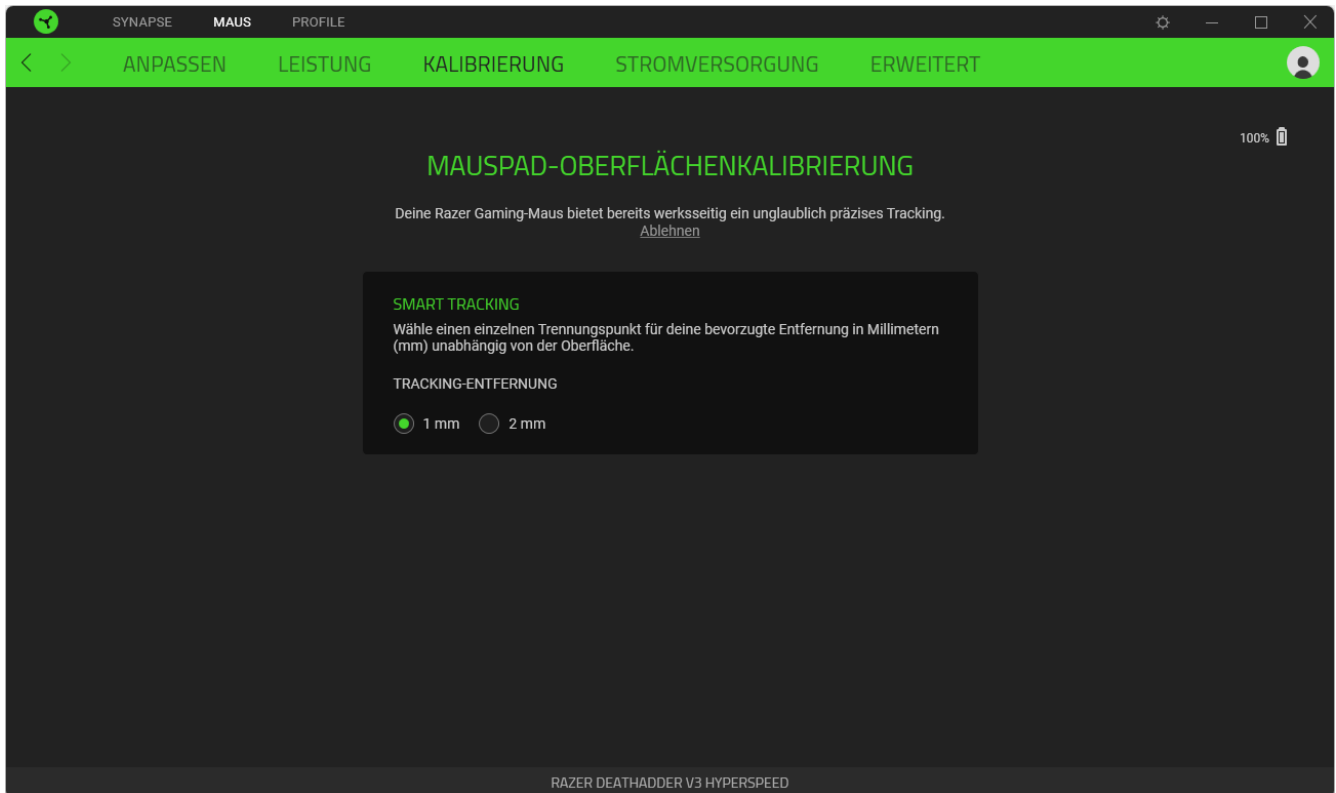 SYNAPSE MAUS PROFILE
ANPASSEN LEISTUNG KALIBRIERUNG STROMVERSORGUNG ERWEITERT
100%
MAUSPAD-OBERFLÄCHENKALIBRIERUNG
Deine Razer Gaming-Maus bietet bereits werksseitig ein unglaublich präzises Tracking.
Ablehnen
SMART TRACKING
Wähle einen einzelnen Trennungspunkt für deine bevorzugte Entfernung in Millimetern
(mm) unabhängig von der Oberfläche.
TRACKING-ENTFERNUNG
1 mm 2 mm
RAZER DEATHADDER V3 HYPERSPEED